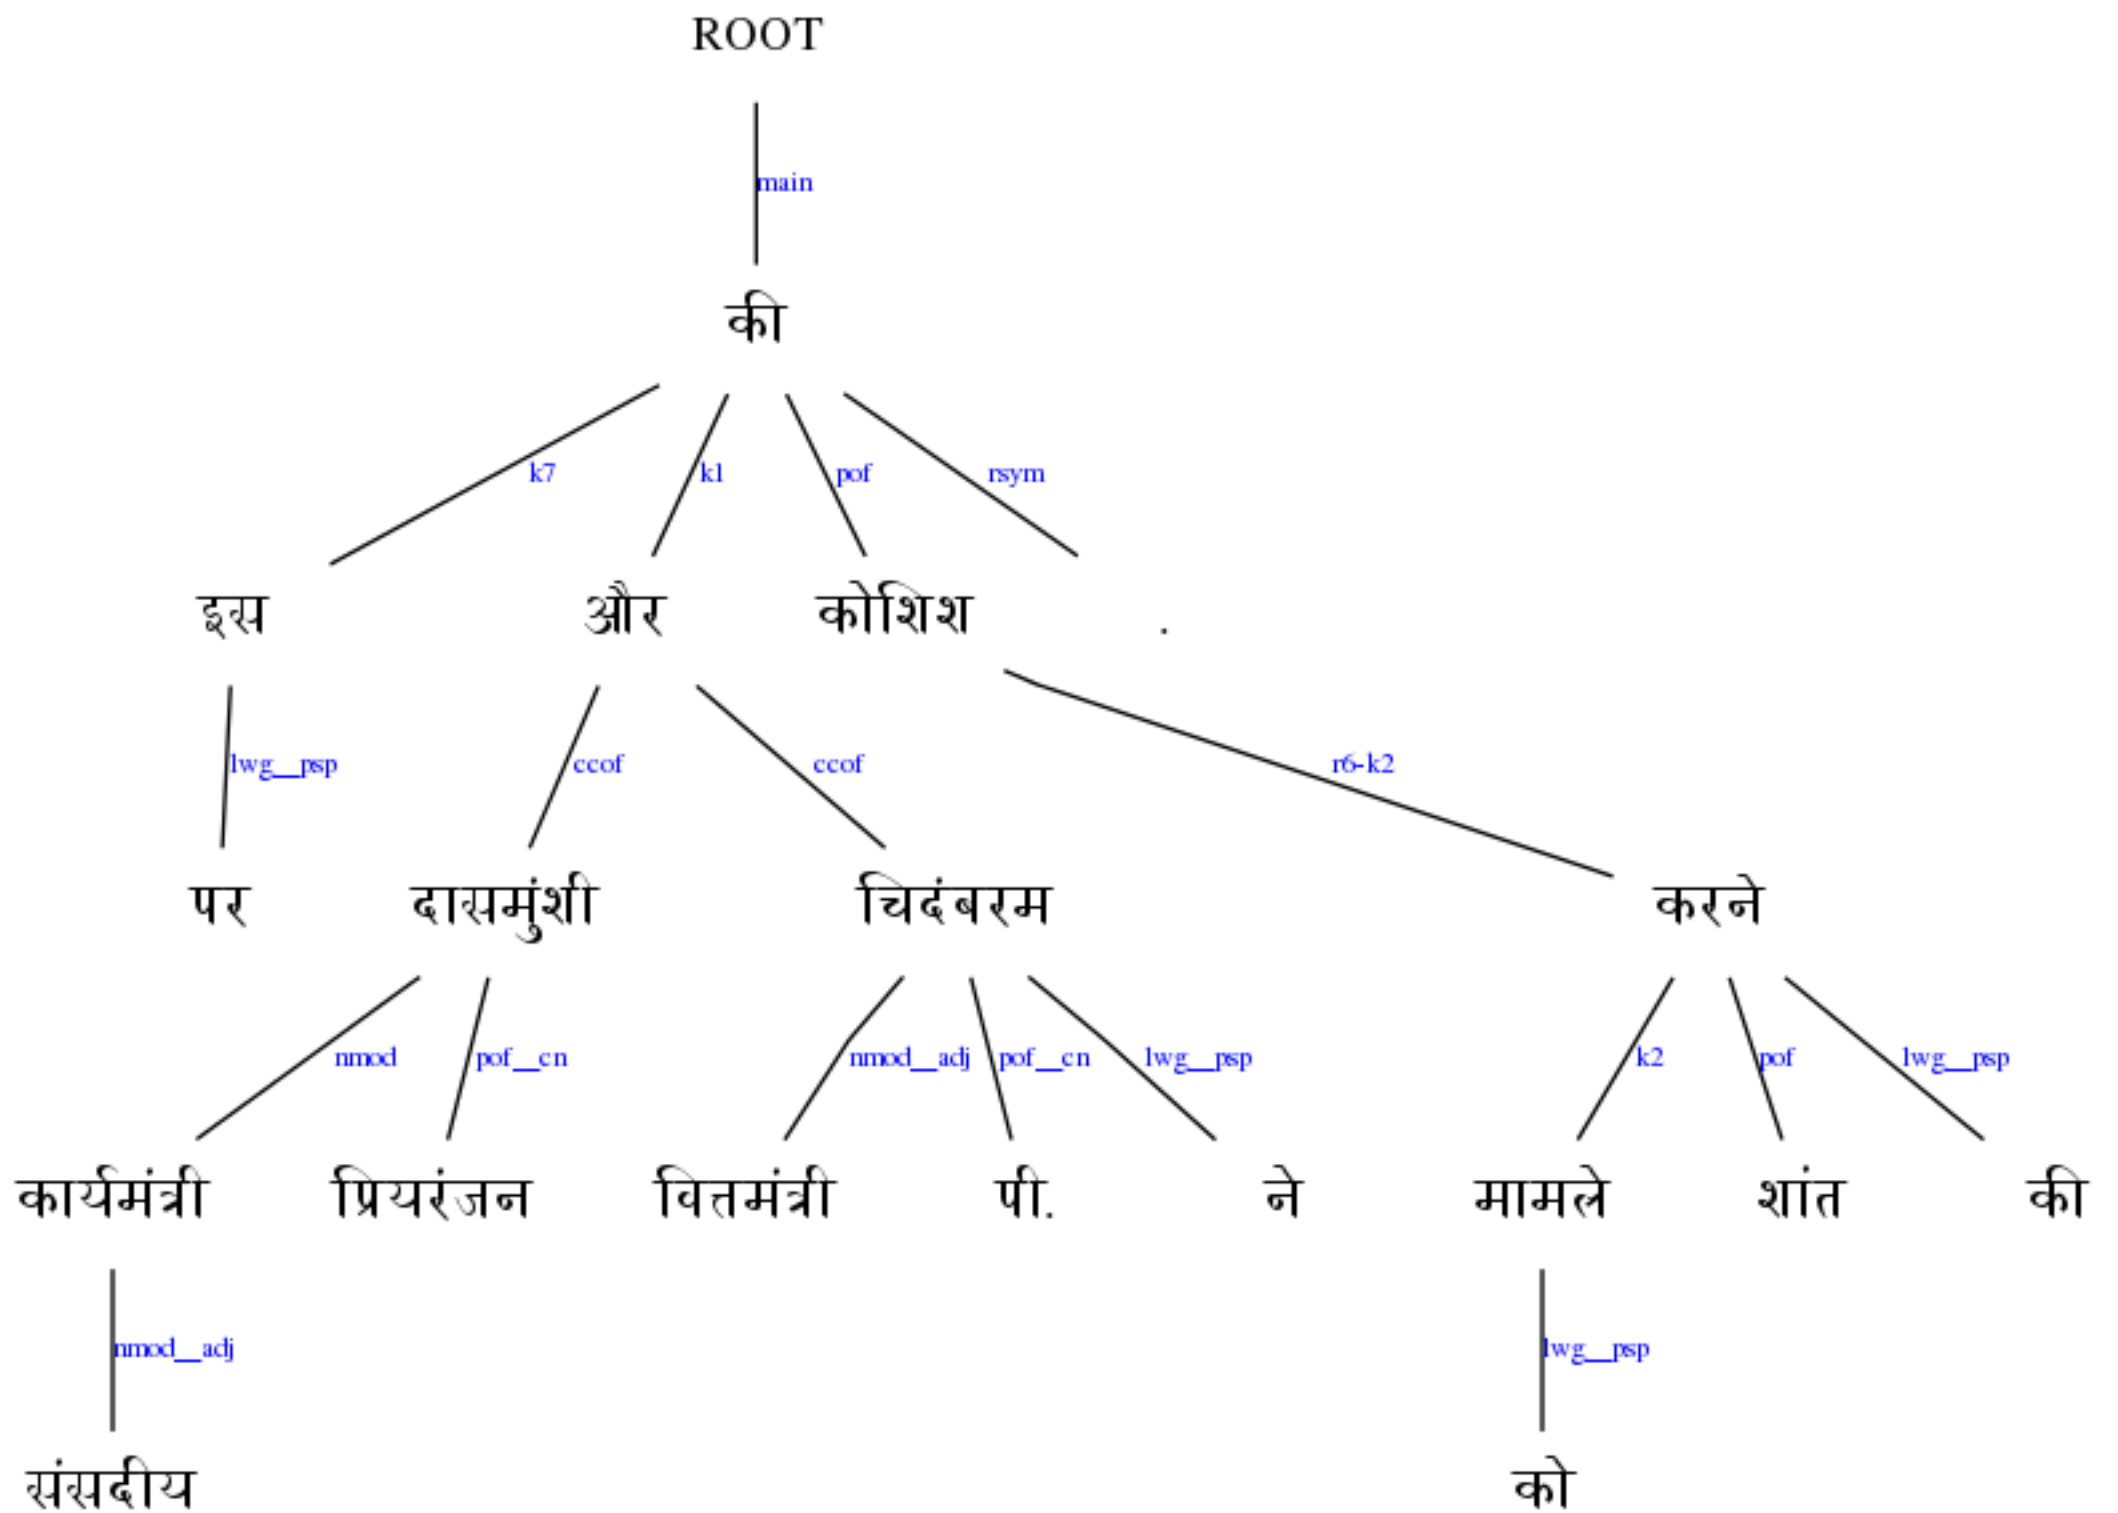 ROOT
main
की
k7 k1 pof rsym
इस और कोशिश .
lwg__psp ccof ccof r6-k2
पर दासमुंशी चिदंबरम करने
nmod pof__cn nmod__adj pof__cn lwg__psp k2 pof lwg__psp
कार्यमंत्री प्रियरंजन वित्तमंत्री पी. ने मामले शांत की
nmod__adj lwg__psp
संसदीय को